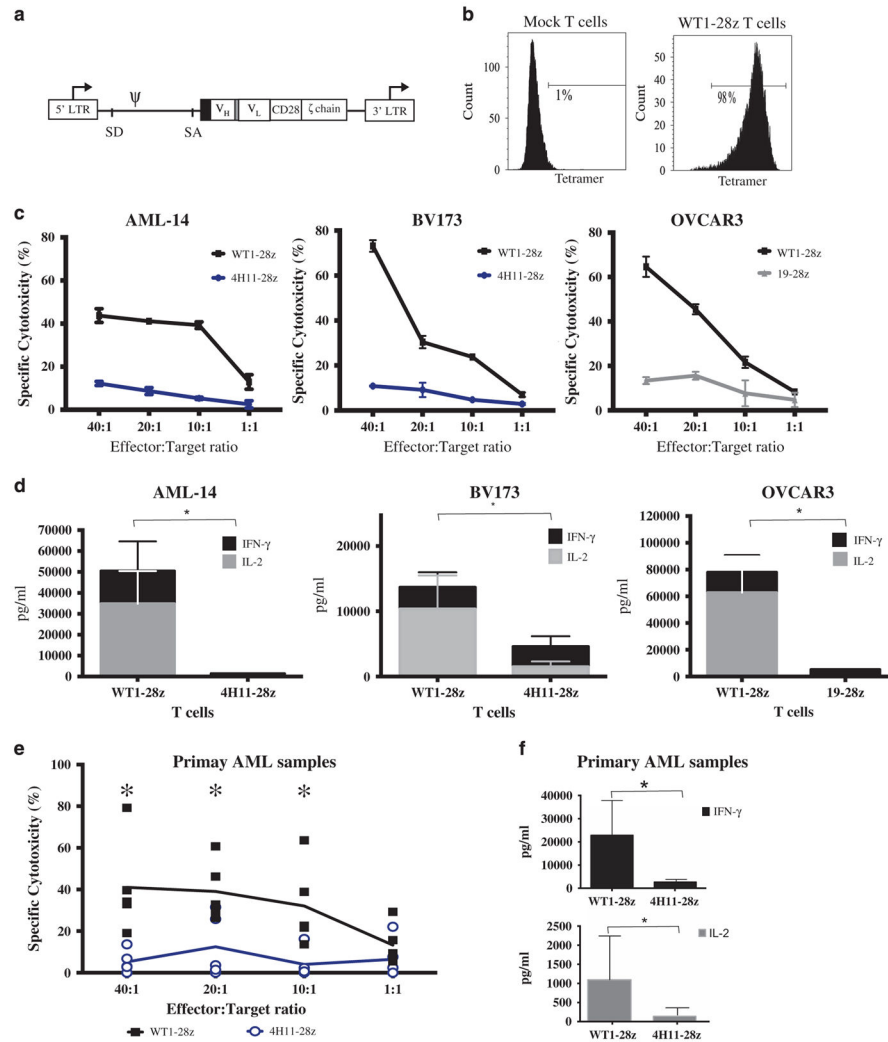 a
5' LTR
ψ
SD
SA
V_H
V_L
CD28
ζ chain
3' LTR
b
Mock T cells
WT1-28z T cells
Count
100
50
0
1%
Tetramer
Count
50
40
30
20
10
0
98%
Tetramer
c
AML-14
Specific Cytotoxicity (%)
80
60
40
20
0
WT1-28z
4H11-28z
40:1 20:1 10:1 1:1
Effector:Target ratio
BV173
Specific Cytotoxicity (%)
80
60
40
20
0
WT1-28z
4H11-28z
40:1 20:1 10:1 1:1
Effector:Target ratio
OVCAR3
Specific Cytotoxicity (%)
80
60
40
20
0
WT1-28z
19-28z
40:1 20:1 10:1 1:1
Effector:Target ratio
d
AML-14
*
pg/ml
70000
60000
50000
40000
30000
20000
10000
0
IFN-γ
IL-2
WT1-28z 4H11-28z
T cells
BV173
*
pg/ml
20000
10000
0
IFN-γ
IL-2
WT1-28z 4H11-28z
T cells
OVCAR3
*
pg/ml
120000
100000
80000
60000
40000
20000
0
IFN-γ
IL-2
WT1-28z 19-28z
T cells
e
Primay AML samples
Specific Cytotoxicity (%)
100
80
60
40
20
0
* * *
40:1 20:1 10:1 1:1
Effector:Target ratio
WT1-28z 4H11-28z
f
Primary AML samples
*
pg/ml
40000
30000
20000
10000
0
IFN-γ
WT1-28z 4H11-28z
*
pg/ml
2500
2000
1500
1000
500
0
IL-2
WT1-28z 4H11-28z